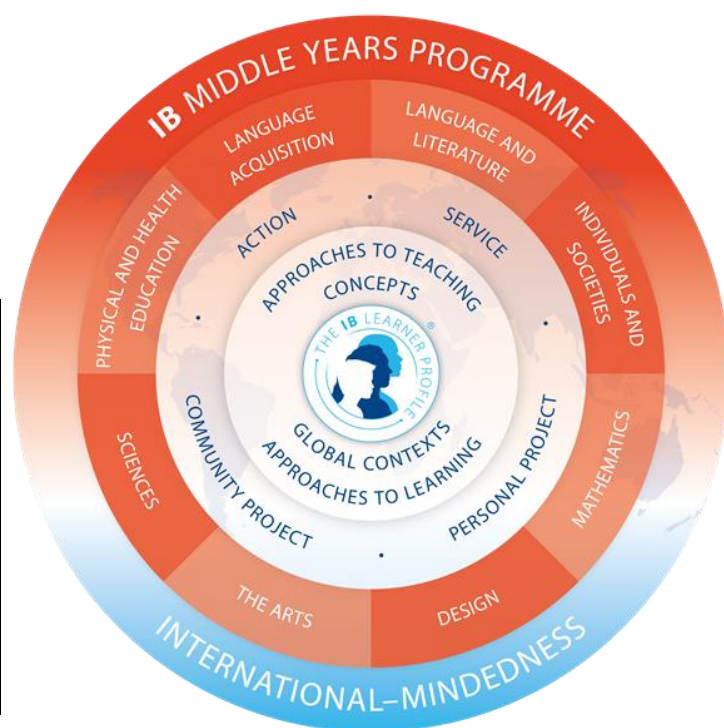 IB MIDDLE YEARS PROGRAMME
LANGUAGE
ACQUISITION
LANGUAGE AND
LITERATURE
PHYSICAL AND HEALTH
EDUCATION
INDIVIDUALS AND
SOCIETIES
SCIENCES
MATHEMATICS
THE ARTS
DESIGN
ACTION
SERVICE
COMMUNITY PROJECT
PERSONAL PROJECT
APPROACHES TO TEACHING
CONCEPTS
THE IB LEARNER PROFILE
®
GLOBAL CONTEXTS
APPROACHES TO LEARNING
INTERNATIONAL–MINDEDNESS